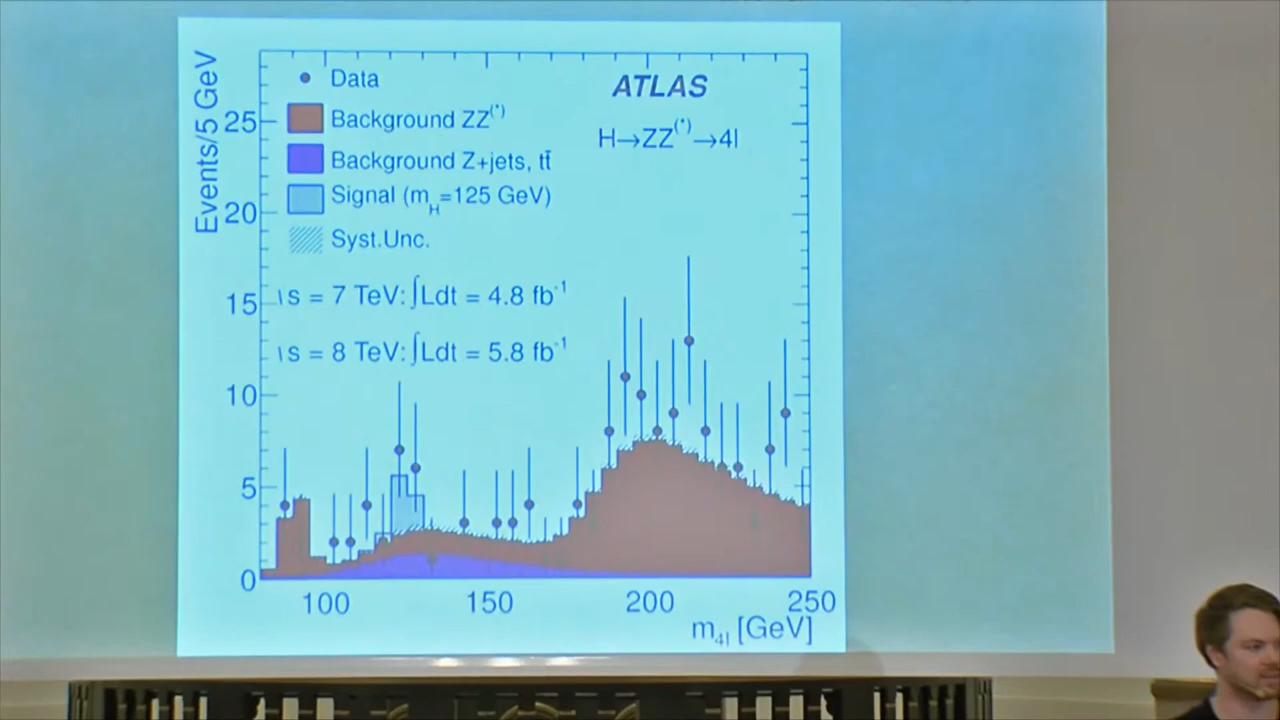 Events/5 GeV
25
20
15
10
5
0
Data
Background ZZ(*)
Background Z+jets, tt̄
Signal (mH=125 GeV)
Syst.Unc.
\s = 7 TeV:∫Ldt = 4.8 fb-1
\s = 8 TeV:∫Ldt = 5.8 fb-1
ATLAS
H→ZZ(*)→4l
100 150 200 250
m4l [GeV]